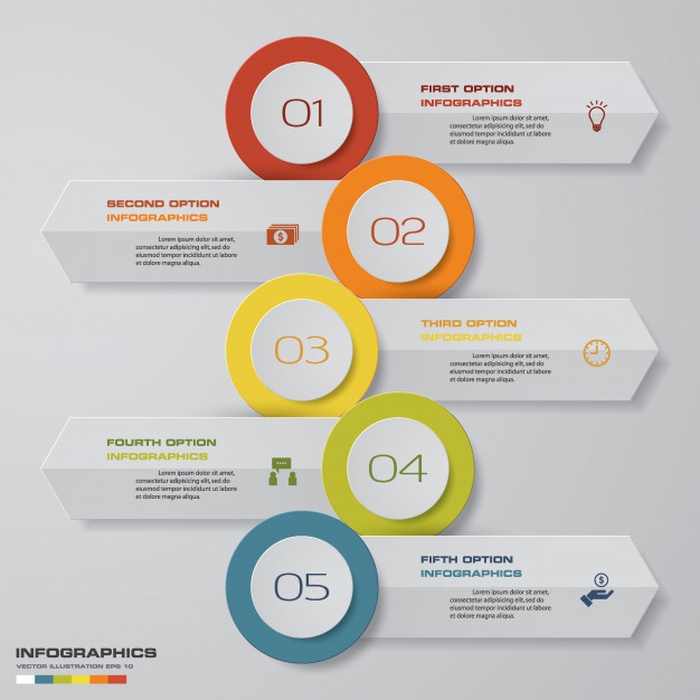 01
FIRST OPTION
INFOGRAPHICS
Lorem ipsum dolor sit amet,
consectetur adipisicing elit, sed do
eiusmod tempor incididunt ut labore
et dolore magna aliqua.
SECOND OPTION
INFOGRAPHICS
Lorem ipsum dolor sit amet,
consectetur adipisicing elit, sed do
eiusmod tempor incididunt ut labore
et dolore magna aliqua.
$
02
03
THIRD OPTION
INFOGRAPHICS
Lorem ipsum dolor sit amet,
consectetur adipisicing elit, sed do
eiusmod tempor incididunt ut labore
et dolore magna aliqua.
FOURTH OPTION
INFOGRAPHICS
Lorem ipsum dolor sit amet,
consectetur adipisicing elit, sed do
eiusmod tempor incididunt ut labore
et dolore magna aliqua.
04
05
FIFTH OPTION
INFOGRAPHICS
Lorem ipsum dolor sit amet,
consectetur adipisicing elit, sed do
eiusmod tempor incididunt ut labore
et dolore magna aliqua.
$
INFOGRAPHICS
VECTOR ILLUSTRATION EPS 10